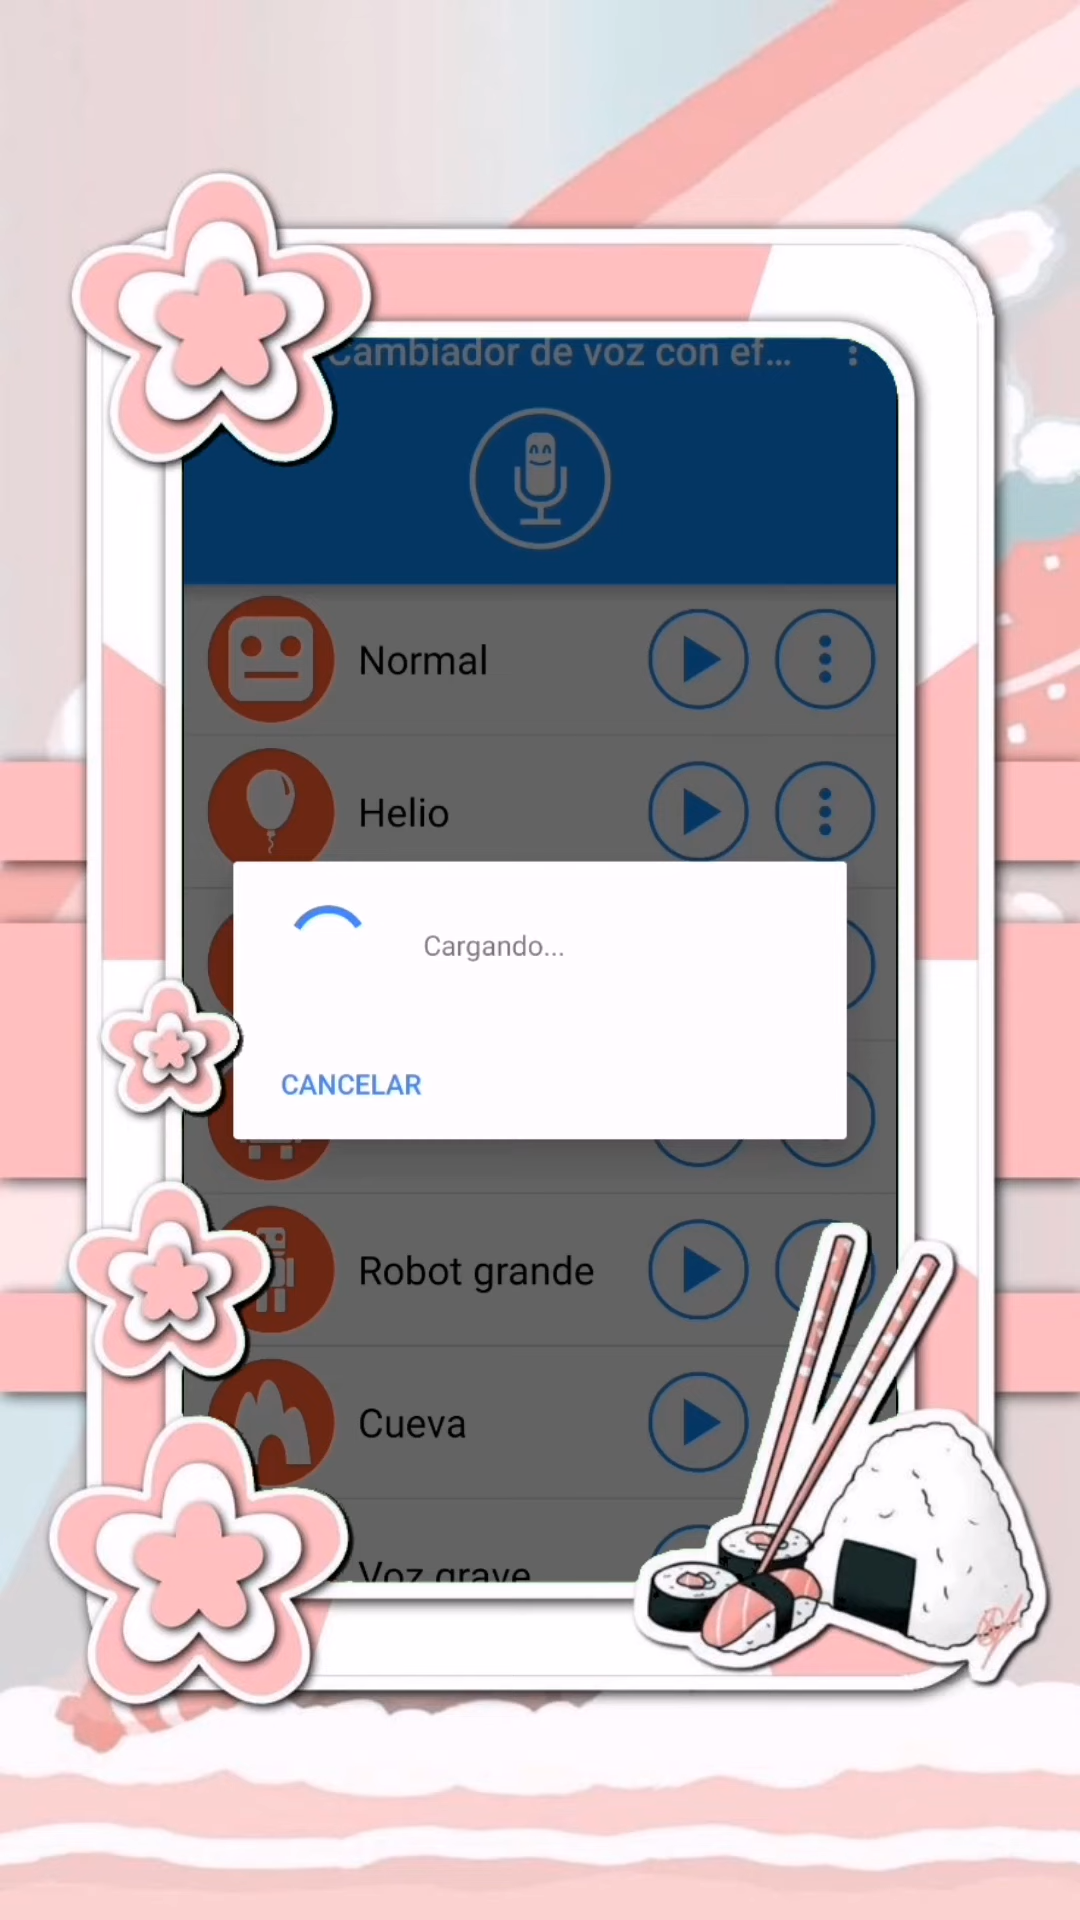 Cambiador de voz con ef...
Normal
Helio
Cargando...
CANCELAR
Robot grande
Cueva
Voz grave